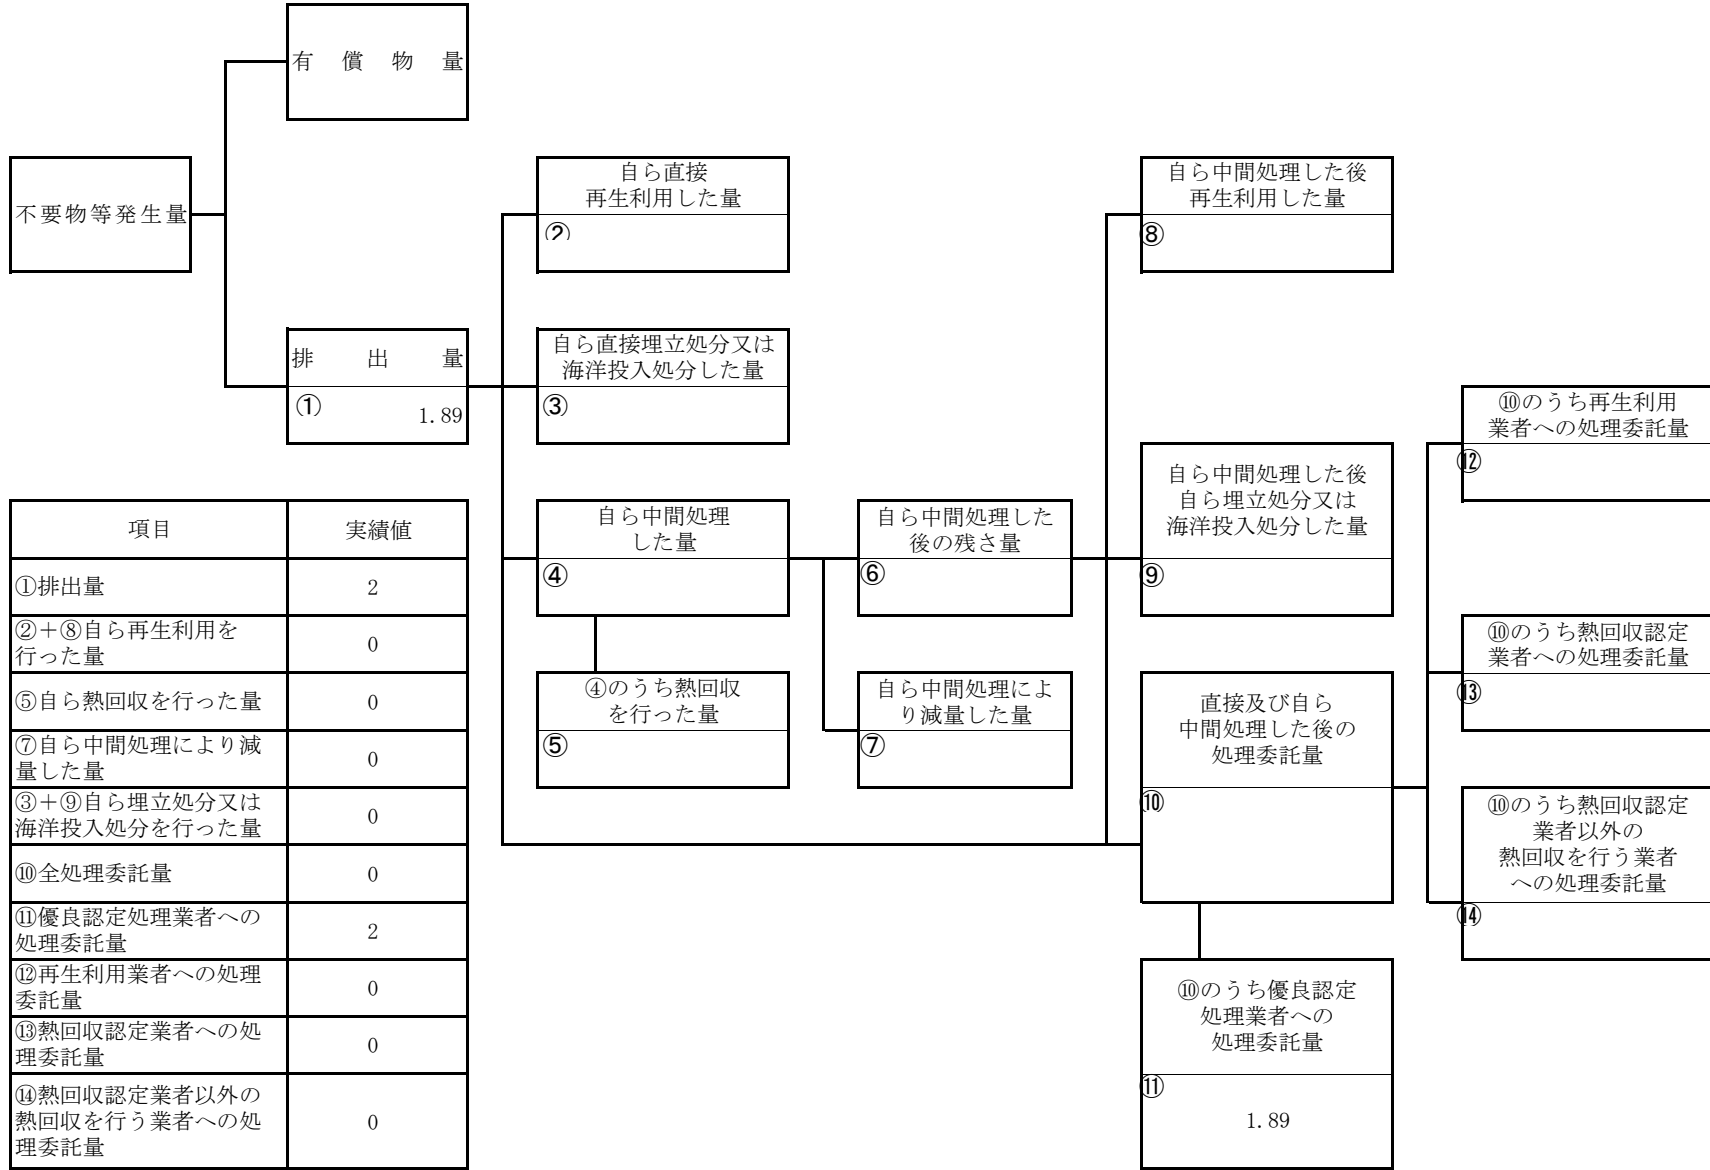 有償物量
不要物等発生量
排出量
① 1.89
自ら直接
再生利用した量
②
自ら直接埋立処分又は
海洋投入処分した量
③
自ら中間処理
した量
④
④のうち熱回収
を行った量
⑤
自ら中間処理した
後の残さ量
⑥
自ら中間処理によ
り減量した量
⑦
自ら中間処理した後
再生利用した量
⑧
自ら中間処理した後
自ら埋立処分又は
海洋投入処分した量
⑨
直接及び自ら
中間処理した後の
処理委託量
⑩
⑩のうち優良認定
処理業者への
処理委託量
⑪
1.89
⑩のうち再生利用
業者への処理委託量
⑫
⑩のうち熱回収認定
業者への処理委託量
⑬
⑩のうち熱回収認定
業者以外の
熱回収を行う業者
への処理委託量
⑭
項目 実績値
①排出量 2
②+⑧自ら再生利用を
行った量 0
⑤自ら熱回収を行った量 0
⑦自ら中間処理により減
量した量 0
③+⑨自ら埋立処分又は
海洋投入処分を行った量 0
⑩全処理委託量 0
⑪優良認定処理業者への
処理委託量 2
⑫再生利用業者への処理
委託量 0
⑬熱回収認定業者への処
理委託量 0
⑭熱回収認定業者以外の
熱回収を行う業者への処
理委託量 0